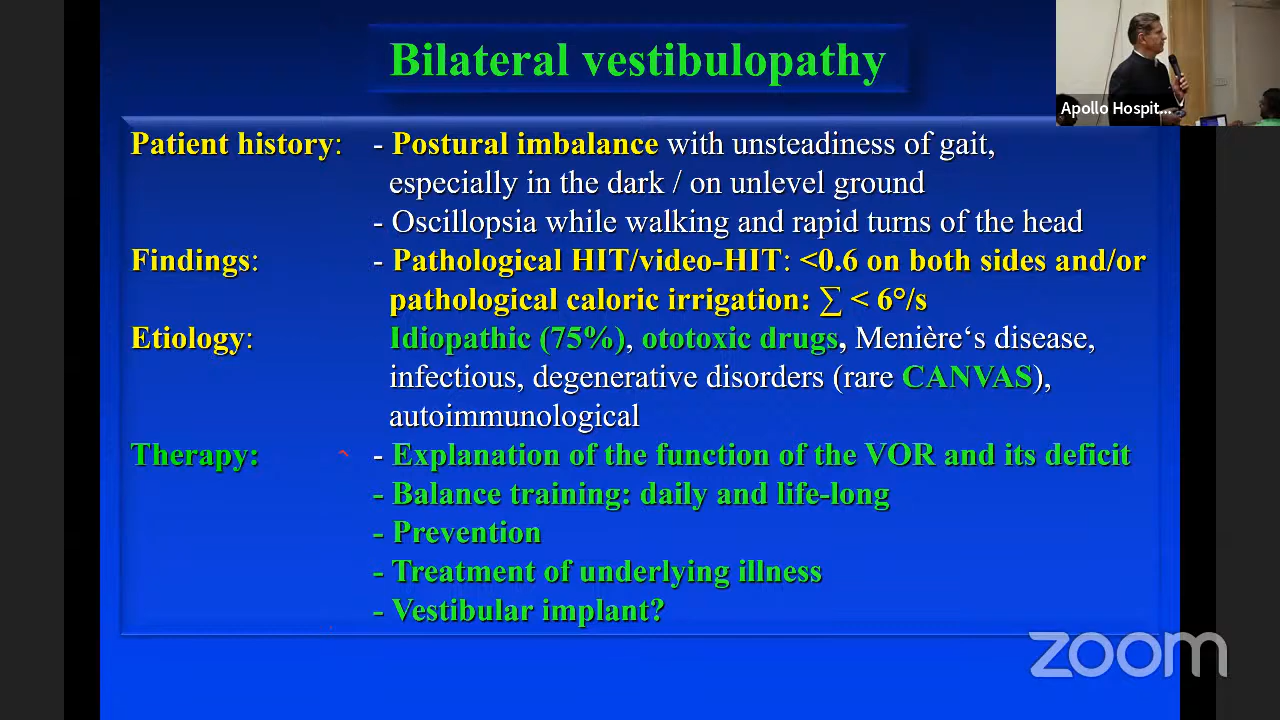 Bilateral vestibulopathy
Apollo Hospit...
Patient history: - Postural imbalance with unsteadiness of gait,
especially in the dark / on unlevel ground
- Oscillopsia while walking and rapid turns of the head
Findings: - Pathological HIT/video-HIT: <0.6 on both sides and/or
pathological caloric irrigation: ∑ < 6°/s
Etiology: Idiopathic (75%), ototoxic drugs, Menière‘s disease,
infectious, degenerative disorders (rare CANVAS),
autoimmunological
Therapy: - Explanation of the function of the VOR and its deficit
- Balance training: daily and life-long
- Prevention
- Treatment of underlying illness
- Vestibular implant?
zoom